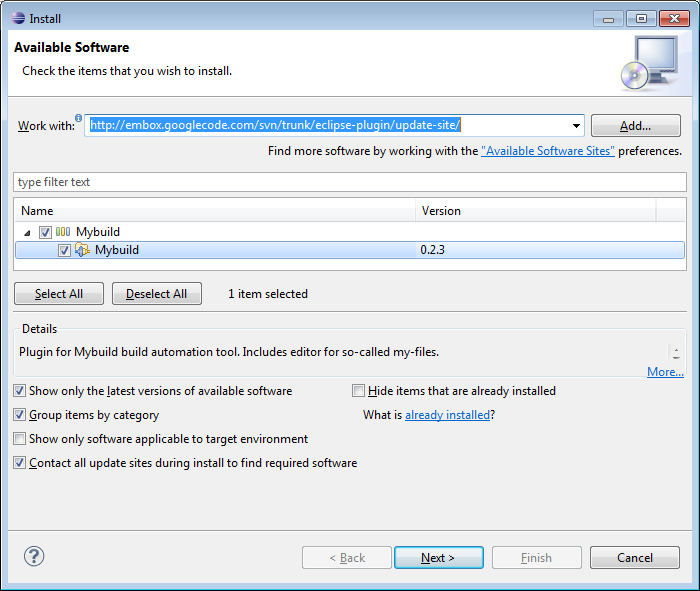 Install
Available Software
Check the items that you wish to install.
Work with: http://embox.googlecode.com/svn/trunk/eclipse-plugin/update-site/ Add...
Find more software by working with the "Available Software Sites" preferences.
type filter text
Name Version
Mybuild
Mybuild 0.2.3
Select All Deselect All 1 item selected
Details
Plugin for Mybuild build automation tool. Includes editor for so-called my-files.
More...
Show only the latest versions of available software Hide items that are already installed
Group items by category What is already installed?
Show only software applicable to target environment
Contact all update sites during install to find required software
? < Back Next > Finish Cancel